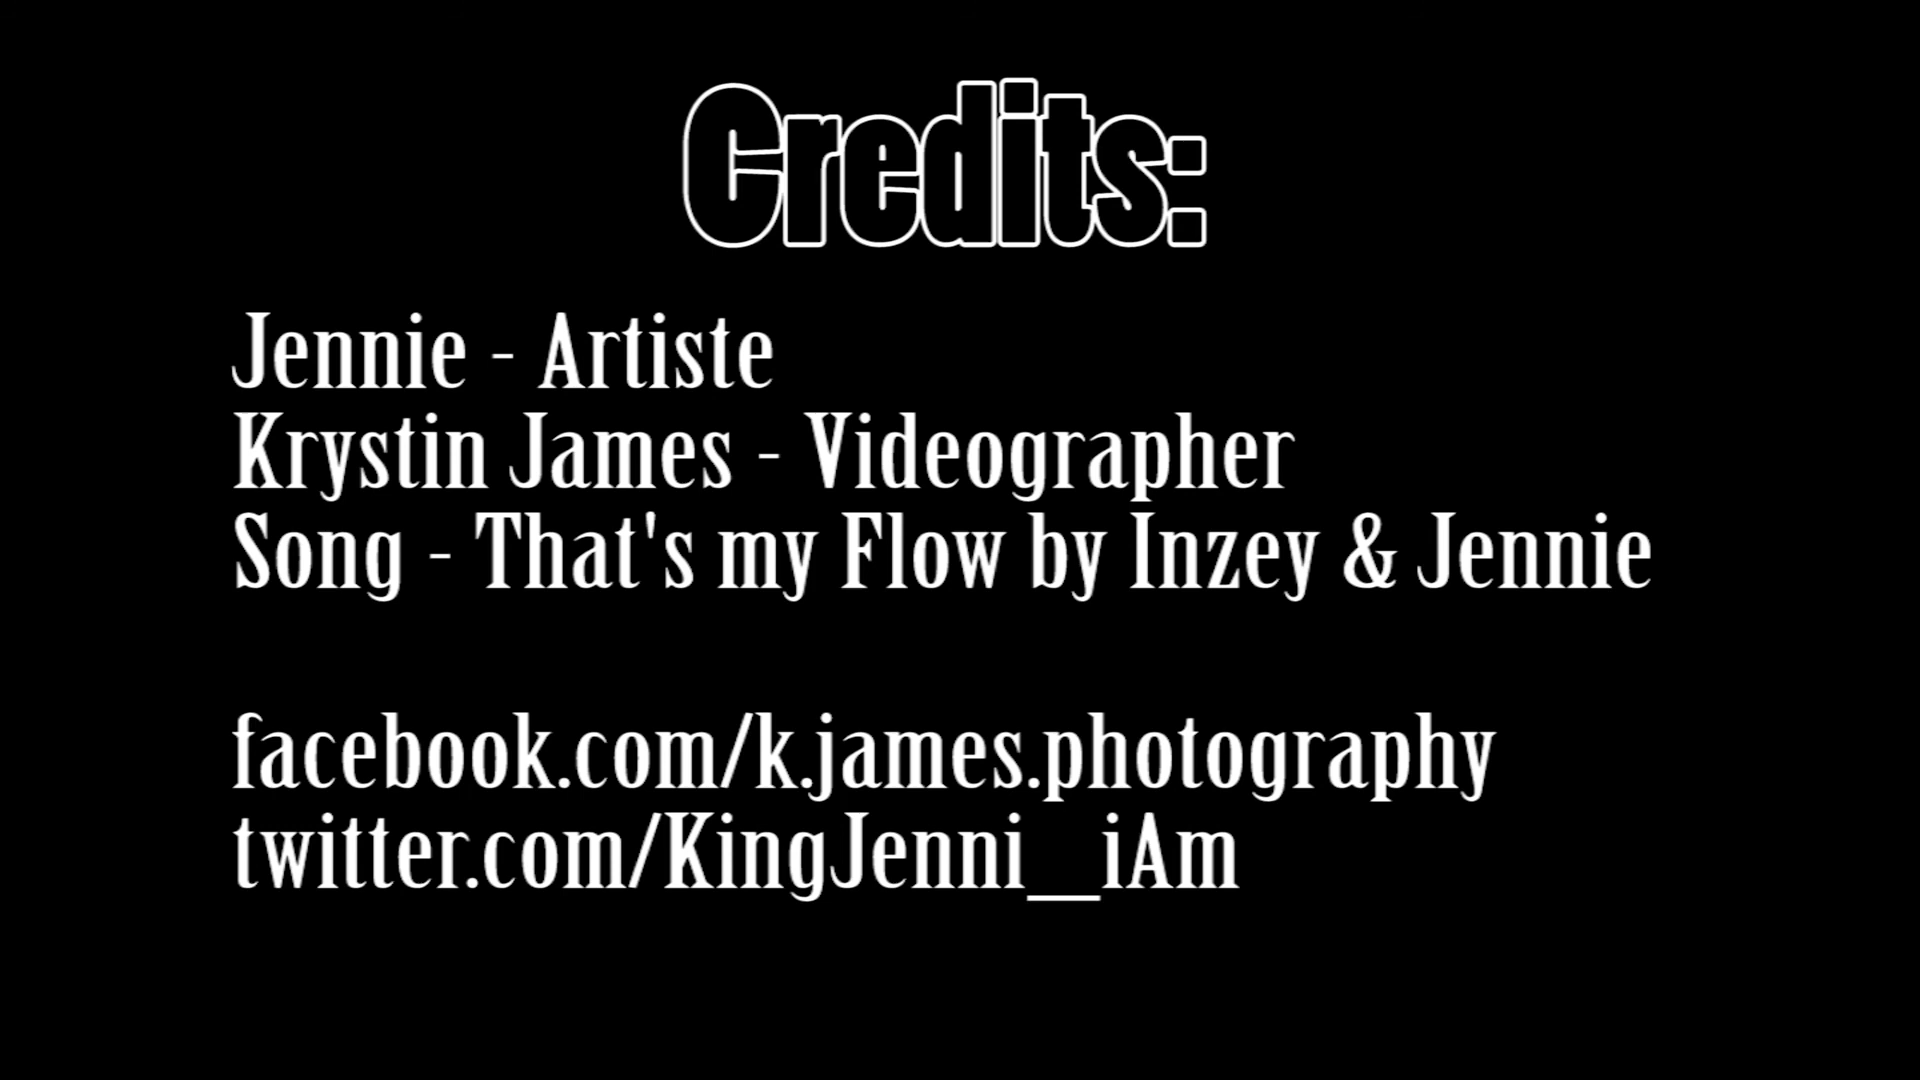 Credits:
Jennie - Artiste
Krystin James - Videographer
Song - That's my Flow by Inzey & Jennie
facebook.com/k.james.photography
twitter.com/KingJenni_iAm